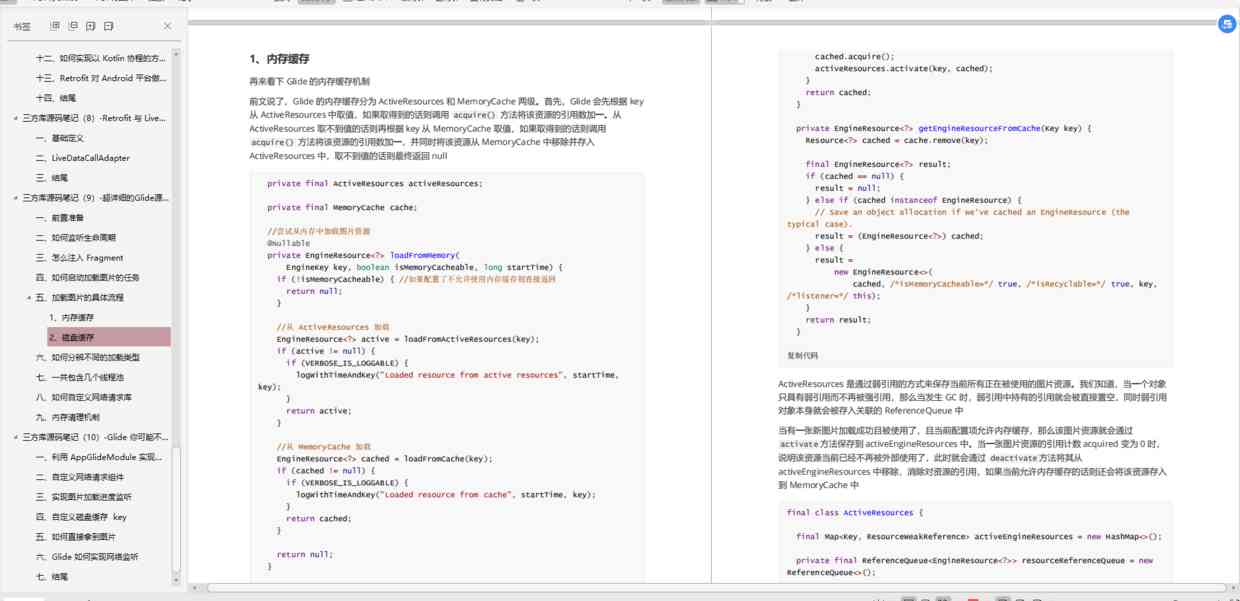 书签
十二、如何实现以 Kotlin 协程的方...
十三、Retrofit 对 Android 平台做...
十四、结尾
三方库源码笔记（8）-Retrofit 与 Live...
一、基础定义
二、LiveDataCallAdapter
三、结尾
三方库源码笔记（9）-超详细的Glide源...
一、前置准备
二、如何监听生命周期
三、怎么注入 Fragment
四、如何启动加载图片的任务
五、加载图片的具体流程
1、内存缓存
2、磁盘缓存
六、如何分辨不同的加载类型
七、一共包含几个线程池
八、如何自定义网络请求库
九、内存清理机制
三方库源码笔记（10）-Glide 你可能不...
一、利用 AppGlideModule 实现...
二、自定义网络请求组件
三、实现图片加载进度监听
四、自定义磁盘缓存 key
五、如何直接拿到图片
六、Glide 如何实现网络监听
七、结尾
1、内存缓存
再来看下 Glide 的内存缓存机制
前文说了，Glide 的内存缓存分为 ActiveResources 和 MemoryCache 两级。首先，Glide 会先根据 key
从 ActiveResources 中取值，如果取得到的话则调用 acquire() 方法将该资源的引用数加一。从
ActiveResources 取不到值的话则再根据 key 从 MemoryCache 取值，如果取得到的话则调用
acquire() 方法将该资源的引用数加一，并同时将该资源从 MemoryCache 中移除并存入
ActiveResources 中，取不到值的话则最终返回 null
private final ActiveResources activeResources;
private final MemoryCache cache;
//尝试从内存中加载图片资源
@Nullable
private EngineResource<?> loadFromMemory(
EngineKey key, boolean isMemoryCacheable, long startTime) {
if (!isMemoryCacheable) { //如果配置了不允许使用内存缓存则直接返回
return null;
}
//从 ActiveResources 加载
EngineResource<?> active = loadFromActiveResources(key);
if (active != null) {
if (VERBOSE_IS_LOGGABLE) {
logWithTimeAndKey("Loaded resource from active resources", startTime,
key);
}
return active;
}
//从 MemoryCache 加载
EngineResource<?> cached = loadFromCache(key);
if (cached != null) {
if (VERBOSE_IS_LOGGABLE) {
logWithTimeAndKey("Loaded resource from cache", startTime, key);
}
return cached;
}
return null;
}
cached.acquire();
activeResources.activate(key, cached);
}
return cached;
}
private EngineResource<?> getEngineResourceFromCache(Key key) {
Resource<?> cached = cache.remove(key);
final EngineResource<?> result;
if (cached == null) {
result = null;
} else if (cached instanceof EngineResource) {
// Save an object allocation if we've cached an EngineResource (the
typical case).
result = (EngineResource<?>) cached;
} else {
result =
new EngineResource<>(
cached, /*isMemoryCacheable=*/ true, /*isRecyclable=*/ true, key,
/*listener=*/ this);
}
return result;
}
复制代码
ActiveResources 是通过弱引用的方式来保存当前所有正在被使用的图片资源。我们知道，当一个对象
只具有弱引用而不再被强引用，那么当发生 GC 时，弱引用中持有的引用就会被直接置空，同时弱引用
对象本身就会被存入关联的 ReferenceQueue 中
当有一张新图片加载成功且被使用了，且当前配置项允许内存缓存，那么该图片资源就会通过
activate 方法保存到 activeEngineResources 中。当一张图片资源的引用计数 acquired 变为 0 时，
说明该资源当前已经不再被外部使用了，此时就会通过 deactivate 方法将其从
activeEngineResources 中移除，消除对资源的引用，如果当前允许内存缓存的话则还会将该资源存入
到 MemoryCache 中
final class ActiveResources {
final Map<Key, ResourceWeakReference> activeEngineResources = new HashMap<>();
private final ReferenceQueue<EngineResource<?>> resourceReferenceQueue = new
ReferenceQueue<>();